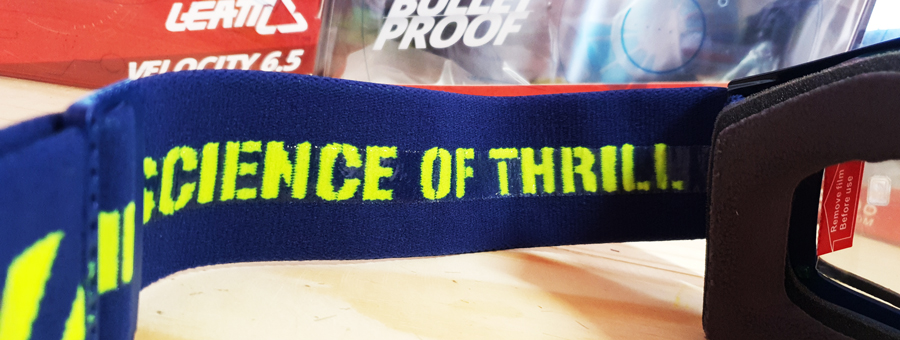 LEATT
VELOCITY 6.5
BULLET
PROOF
SCIENCE OF THRILL
Remove film
Before use